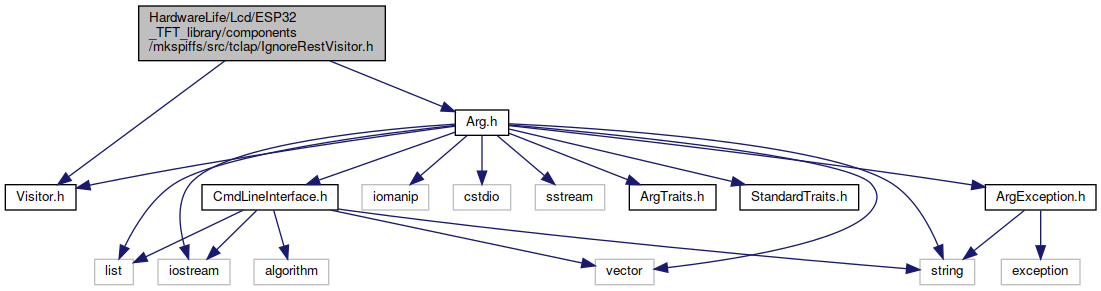 HardwareLife/Lcd/ESP32
_TFT_library/components
/mkspiffs/src/tclap/IgnoreRestVisitor.h
Arg.h
Visitor.h
CmdLineInterface.h
iomanip
cstdio
sstream
ArgTraits.h
StandardTraits.h
ArgException.h
list
iostream
algorithm
vector
string
exception